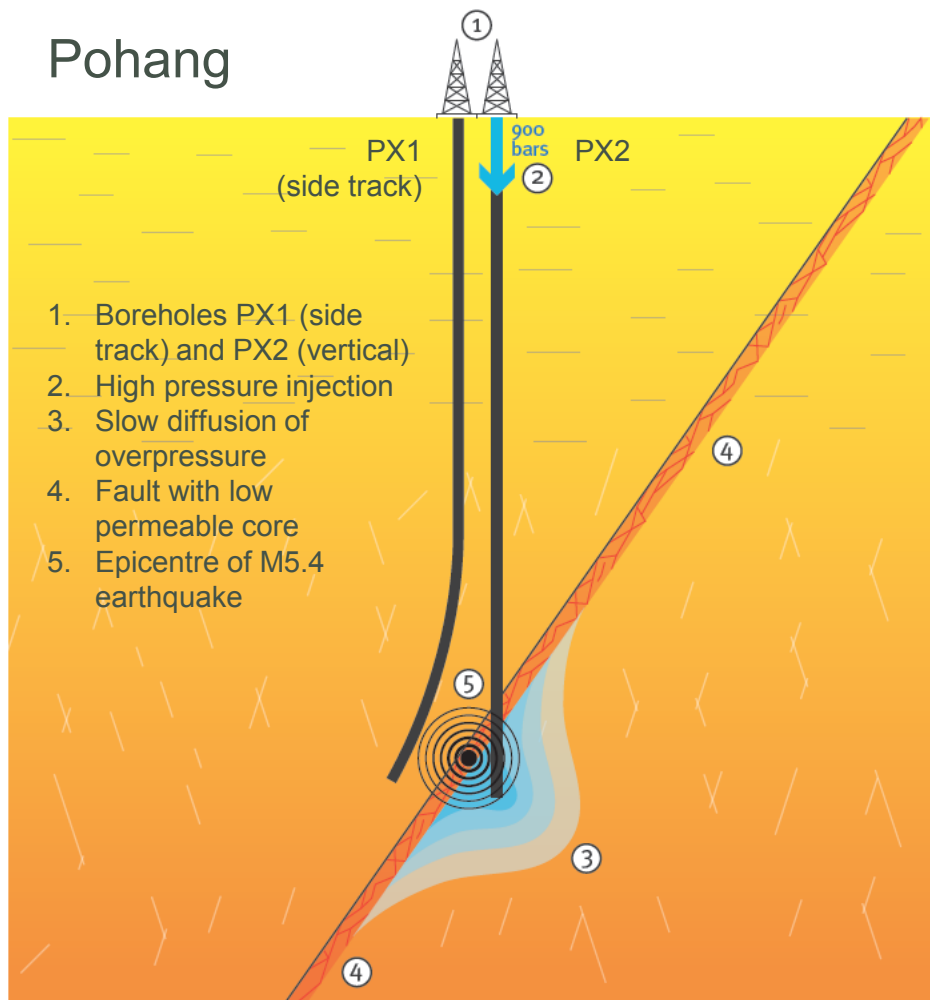 Pohang
1
PX1
(side track)
900
bars
2
PX2
1. Boreholes PX1 (side
track) and PX2 (vertical)
2. High pressure injection
3. Slow diffusion of
overpressure
4. Fault with low
permeable core
5. Epicentre of M5.4
earthquake
4
5
3
4